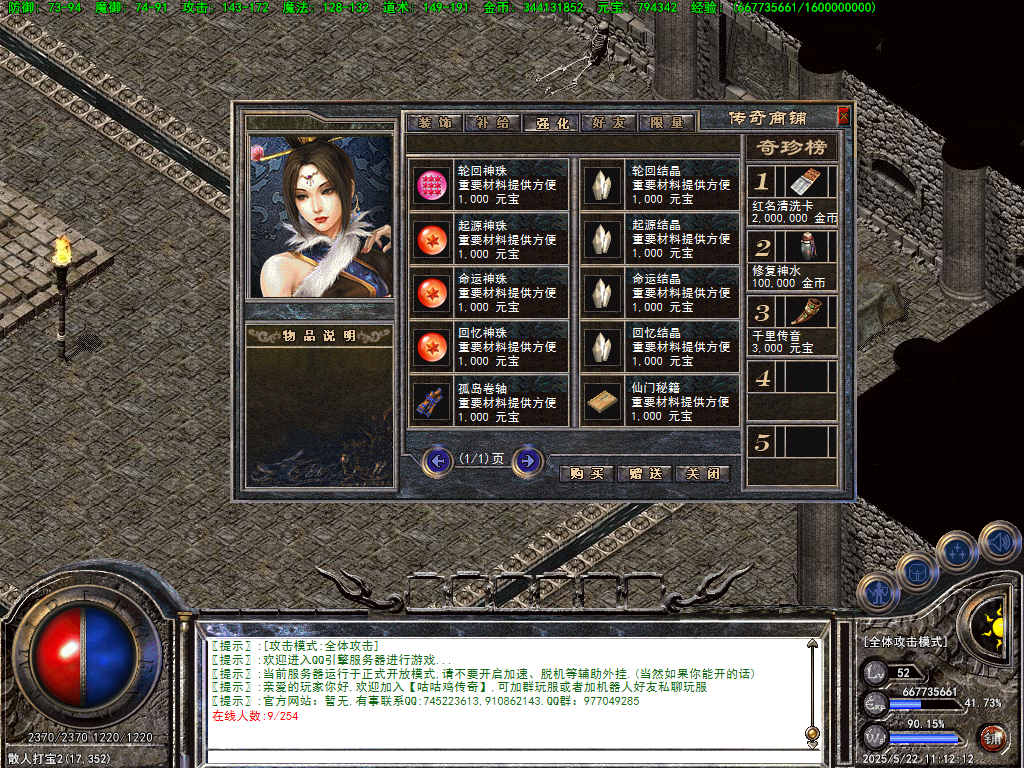 防御: 73-94 魔御: 74-91 攻击: 143-172 魔法: 128-132 道术: 149-191 金币: 344131852 元宝: 794342 经验: (667735661/1600000000)
装饰 补给 强化 好友 限量
传奇商铺
轮回神珠
重要材料提供方便
1,000 元宝
轮回结晶
重要材料提供方便
1,000 元宝
起源神珠
重要材料提供方便
1,000 元宝
起源结晶
重要材料提供方便
1,000 元宝
命运神珠
重要材料提供方便
1,000 元宝
命运结晶
重要材料提供方便
1,000 元宝
回忆神珠
重要材料提供方便
1,000 元宝
回忆结晶
重要材料提供方便
1,000 元宝
孤岛卷轴
重要材料提供方便
1,000 元宝
仙门秘籍
重要材料提供方便
1,000 元宝
奇珍榜
1
红名清洗卡
2,000,000 金币
2
修复神水
100,000 金币
3
千里传音
3,000 元宝
4
5
物品说明
(1/1)页
购买 赠送 关闭
〖提示〗:[攻击模式:全体攻击]
〖提示〗:欢迎进入QQ引擎服务器进行游戏...
〖提示〗:当前服务器运行于正式开放模式,请不要开启加速、脱机等辅助外挂.(当然如果你能开的话)
〖提示〗:亲爱的玩家你好,欢迎加入【咕咕鸡传奇】,可加群玩服或者加机器人好友私聊玩服
〖提示〗:官方网站: 暂无,有事联系QQ:745223613,910862143,QQ群: 977049285
在线人数:9/254
2370/2370 1220/1220
散人打宝2(17,352)
[全体攻击模式]
Lv 52
667735661
Exp 41.73%
90.15%
W
铺
2025/5/22 11:12:12